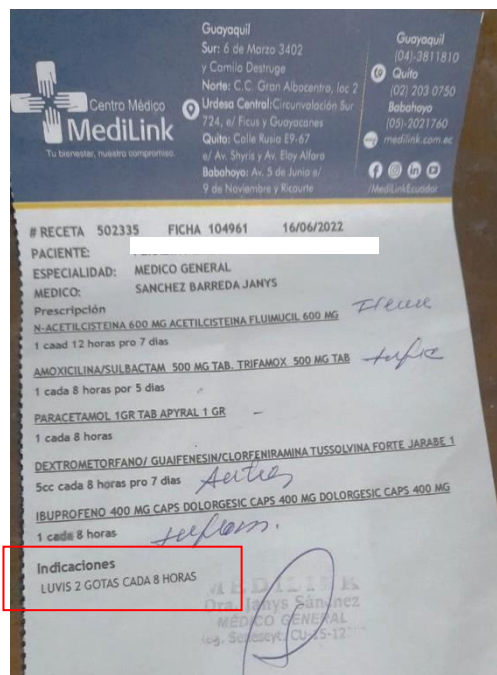 Centro Médico
MediLink
Tu bienestar, nuestro compromiso.
Guayaquil
Sur: 6 de Marzo 3402
y Camilo Destruge
Norte: C.C. Gran Albocentro, loc 2
Urdesa Central: Circunvalación Sur
724, e/ Ficus y Guayacanes
Quito: Calle Rusia E9-67
e/ Av. Shyris y Av. Eloy Alfaro
Babahoyo: Av. 5 de Junio e/
9 de Noviembre y Ricaurte
Guayaquil
(04)-3811810
Quito
(02) 203 0750
Babahoyo
(05)-2021760
medilink.com.ec
/MediLinkEcuador
# RECETA 502335 FICHA 104961 16/06/2022
PACIENTE:
ESPECIALIDAD: MEDICO GENERAL
MEDICO: SANCHEZ BARREDA JANYS
Prescripción
N-ACETILCISTEINA 600 MG ACETILCISTEINA FLUIMUCIL 600 MG
1 caad 12 horas pro 7 dias
AMOXICILINA/SULBACTAM 500 MG TAB. TRIFAMOX 500 MG TAB
1 cada 8 horas por 5 dias
PARACETAMOL 1GR TAB APYRAL 1 GR -
1 cada 8 horas
DEXTROMETORFANO/ GUAIFENESIN/CLORFENIRAMINA TUSSOLVINA FORTE JARABE 1
5cc cada 8 horas pro 7 dias
IBUPROFENO 400 MG CAPS DOLORGESIC CAPS 400 MG DOLORGESIC CAPS 400 MG
1 cada 8 horas
Indicaciones
LUVIS 2 GOTAS CADA 8 HORAS
MEDILINK
Dra. Janys Sánchez
MÉDICO GENERAL